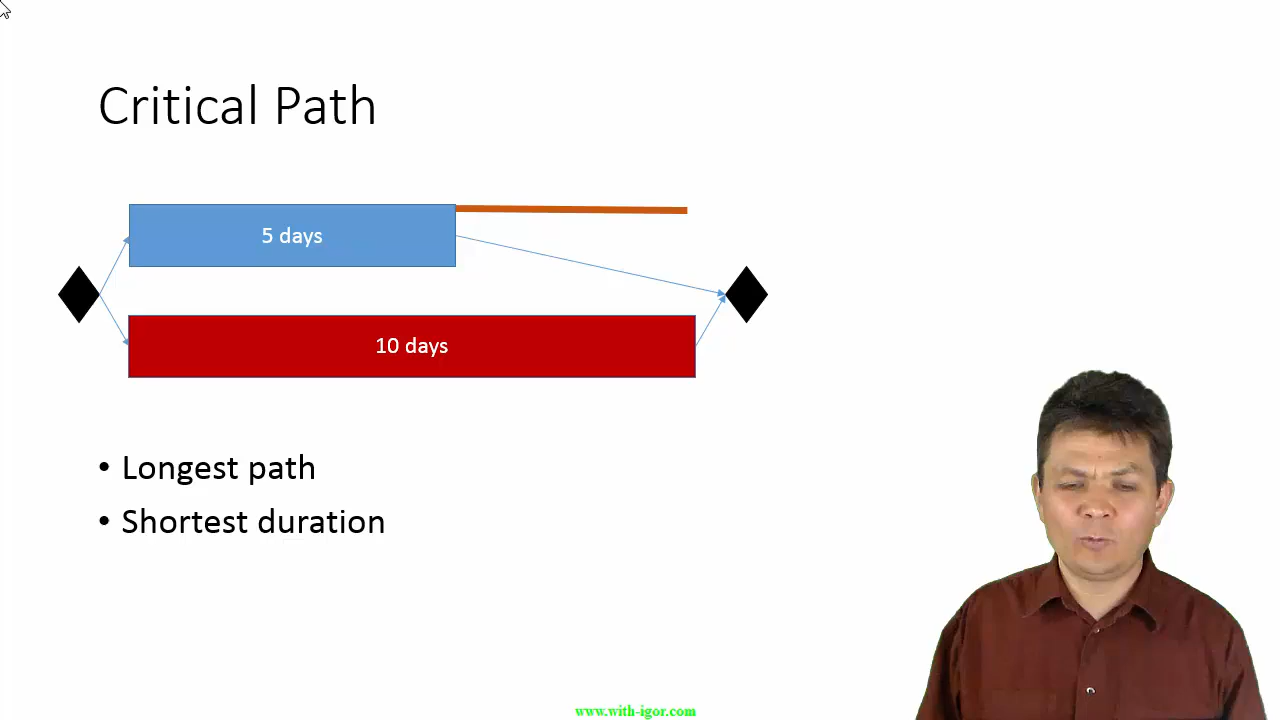 Critical Path
5 days
10 days
• Longest path
• Shortest duration
www.with-igor.com